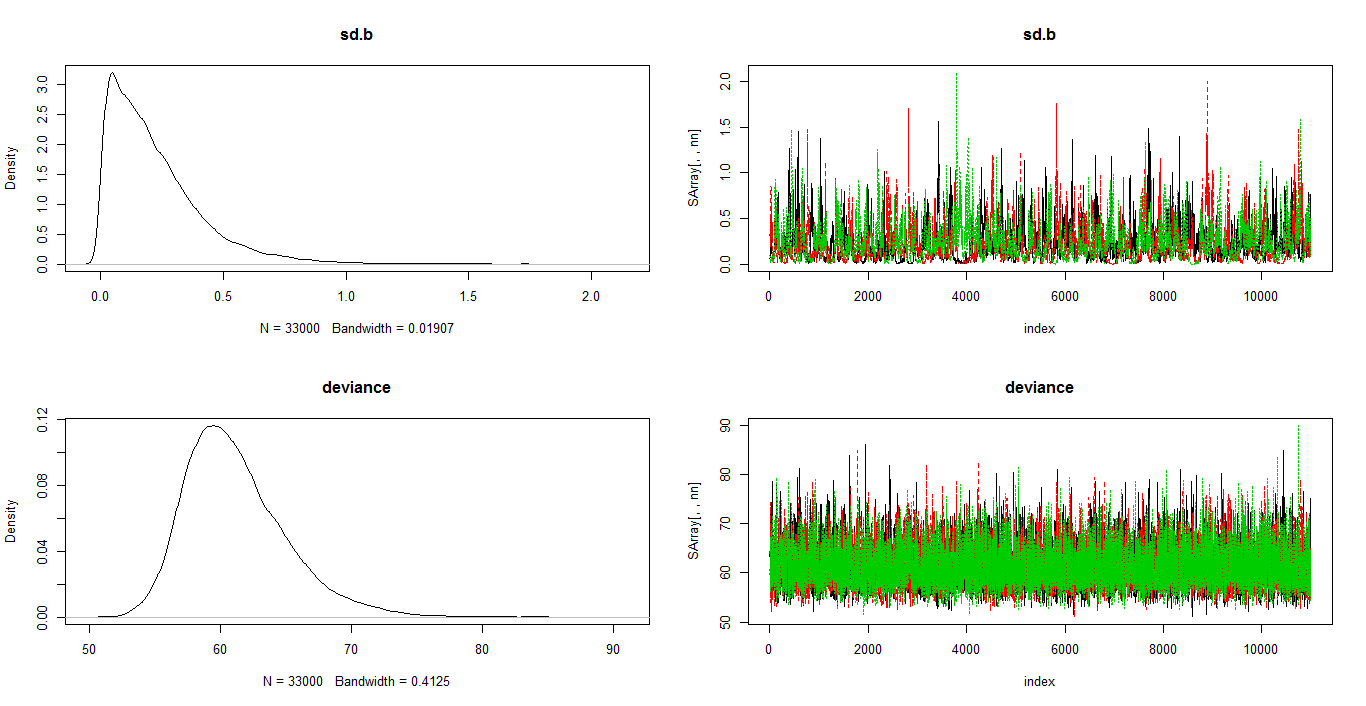 sd.b
Density
0.0 0.5 1.0 1.5 2.0 2.5 3.0
0.0 0.5 1.0 1.5 2.0
N = 33000 Bandwidth = 0.01907
sd.b
SArray[, , nn]
0.0 0.5 1.0 1.5 2.0
0 2000 4000 6000 8000 10000
index
deviance
Density
0.00 0.04 0.08 0.12
50 60 70 80 90
N = 33000 Bandwidth = 0.4125
deviance
SArray[, , nn]
50 60 70 80 90
0 2000 4000 6000 8000 10000
index